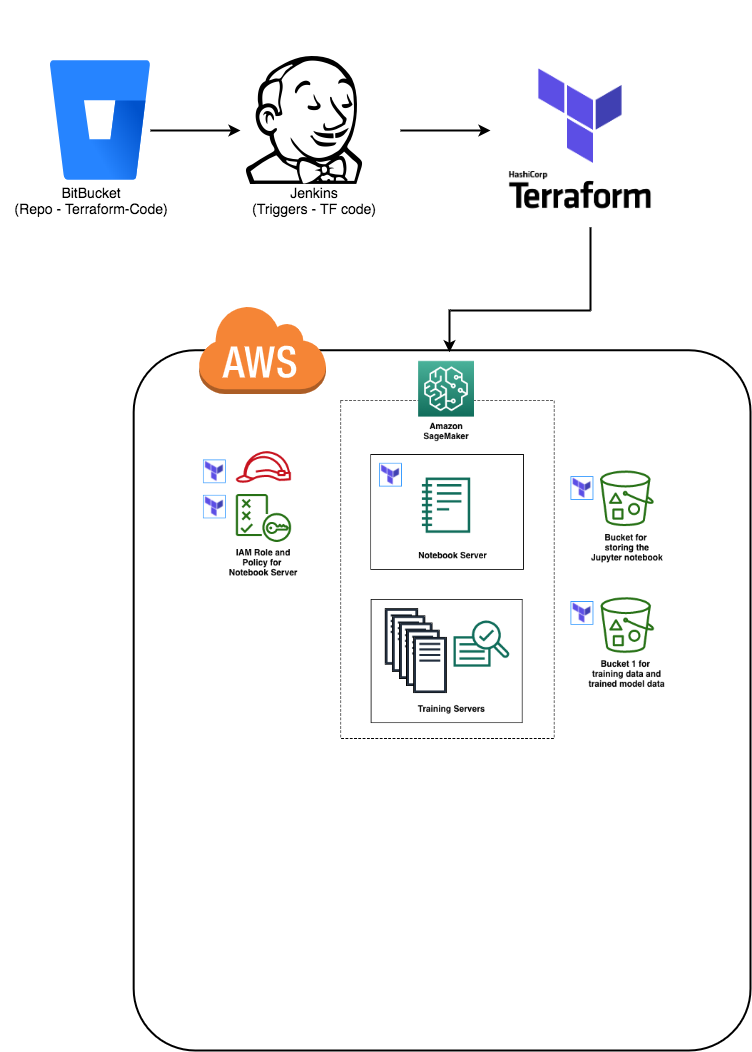 BitBucket
(Repo - Terraform-Code)
Jenkins
(Triggers - TF code)
HashiCorp
Terraform
AWS
Amazon
SageMaker
IAM Role and
Policy for
Notebook Server
Notebook Server
Bucket for
storing the
Jupyter notebook
Training Servers
Bucket 1 for
training data and
trained model data